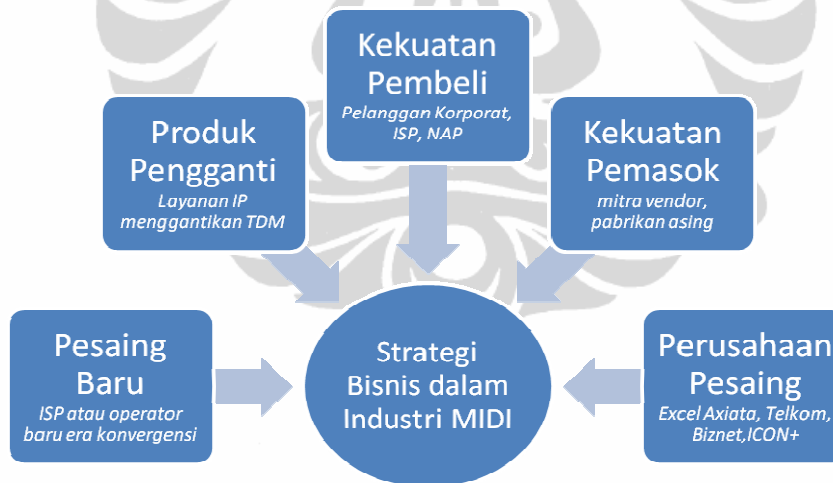 Kekuatan
Pembeli
Pelanggan Korporat,
ISP, NAP
Produk
Pengganti
Layanan IP
menggantikan TDM
Kekuatan
Pemasok
mitra vendor,
pabrikan asing
Pesaing
Baru
ISP atau operator
baru era konvergensi
Strategi
Bisnis dalam
Industri MIDI
Perusahaan
Pesaing
Excel Axiata, Telkom,
Biznet,ICON+